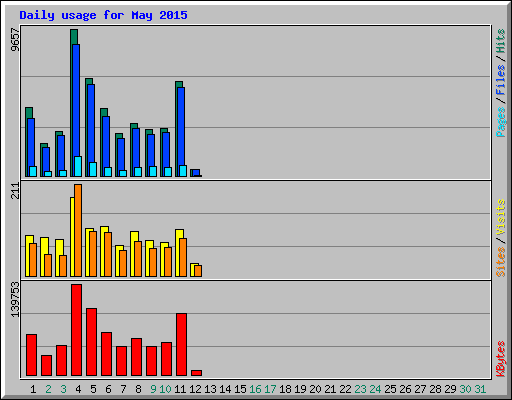 Daily usage for May 2015
9657
211
139753
Pages / Files / Hits
Sites / Visits
KBytes
1 2 3 4 5 6 7 8 9 10 11 12 13 14 15 16 17 18 19 20 21 22 23 24 25 26 27 28 29 30 31